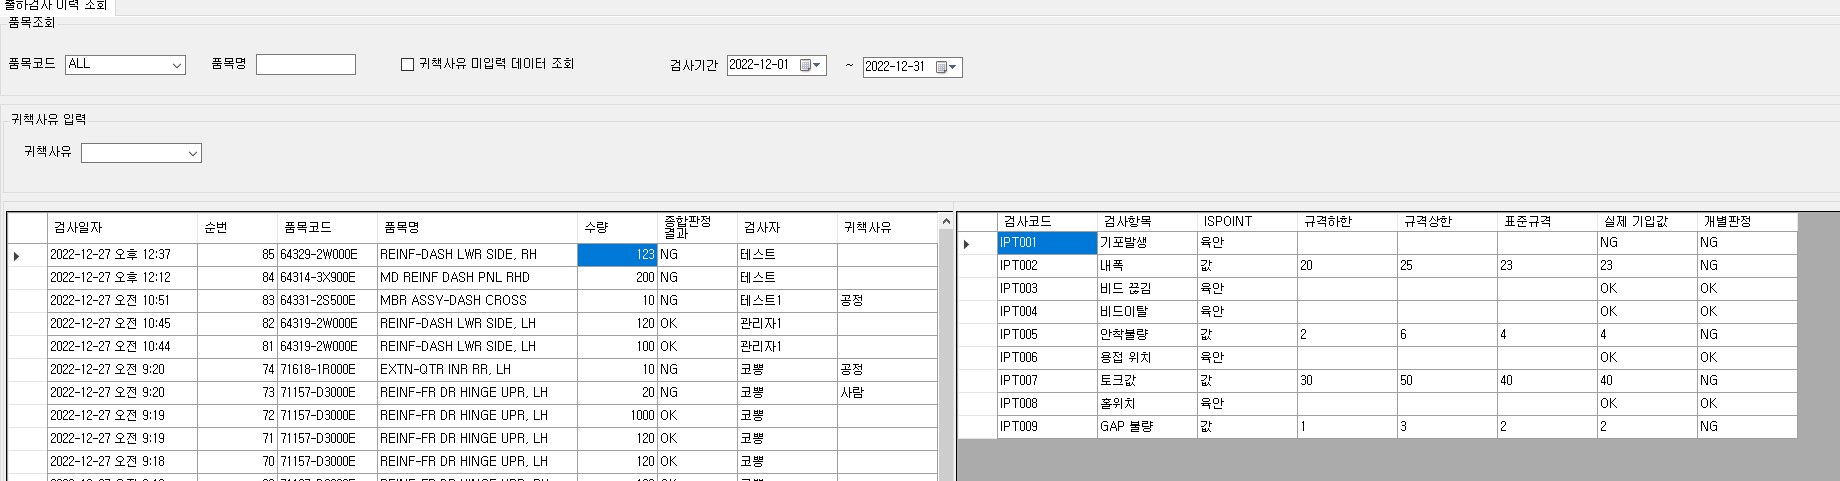 출하검사 이력 조회
품목조회
품목코드 ALL 품목명 귀책사유 미입력 데이터 조회 검사기간 2022-12-01 ~ 2022-12-31
귀책사유 입력
귀책사유
검사일자 순번 품목코드 품목명 수량 종합판정 결과 검사자 귀책사유
2022-12-27 오후 12:37 85 64329-2W000E REINF-DASH LWR SIDE, RH 123 NG 테스트
2022-12-27 오후 12:12 84 64314-3X900E MD REINF DASH PNL RHD 200 NG 테스트
2022-12-27 오전 10:51 83 64331-2S500E MBR ASSY-DASH CROSS 10 NG 테스트1 공정
2022-12-27 오전 10:45 82 64319-2W000E REINF-DASH LWR SIDE, LH 120 OK 관리자1
2022-12-27 오전 10:44 81 64319-2W000E REINF-DASH LWR SIDE, LH 100 OK 관리자1
2022-12-27 오전 9:20 74 71618-1R000E EXTN-QTR INR RR, LH 10 NG 코뿡 공정
2022-12-27 오전 9:20 73 71157-D3000E REINF-FR DR HINGE UPR, LH 20 NG 코뿡 사람
2022-12-27 오전 9:19 72 71157-D3000E REINF-FR DR HINGE UPR, LH 1000 OK 코뿡
2022-12-27 오전 9:19 71 71157-D3000E REINF-FR DR HINGE UPR, LH 120 OK 코뿡
2022-12-27 오전 9:18 70 71157-D3000E REINF-FR DR HINGE UPR, LH 120 OK 코뿡
검사코드 검사항목 ISPOINT 규격하한 규격상한 표준규격 실제 기입값 개별판정
IPT001 기포발생 육안 NG NG
IPT002 내폭 값 20 25 23 23 NG
IPT003 비드 끊김 육안 OK OK
IPT004 비드이탈 육안 OK OK
IPT005 안착불량 값 2 6 4 4 NG
IPT006 용접 위치 육안 OK OK
IPT007 토크값 값 30 50 40 40 NG
IPT008 홀위치 육안 OK OK
IPT009 GAP 불량 값 1 3 2 2 NG